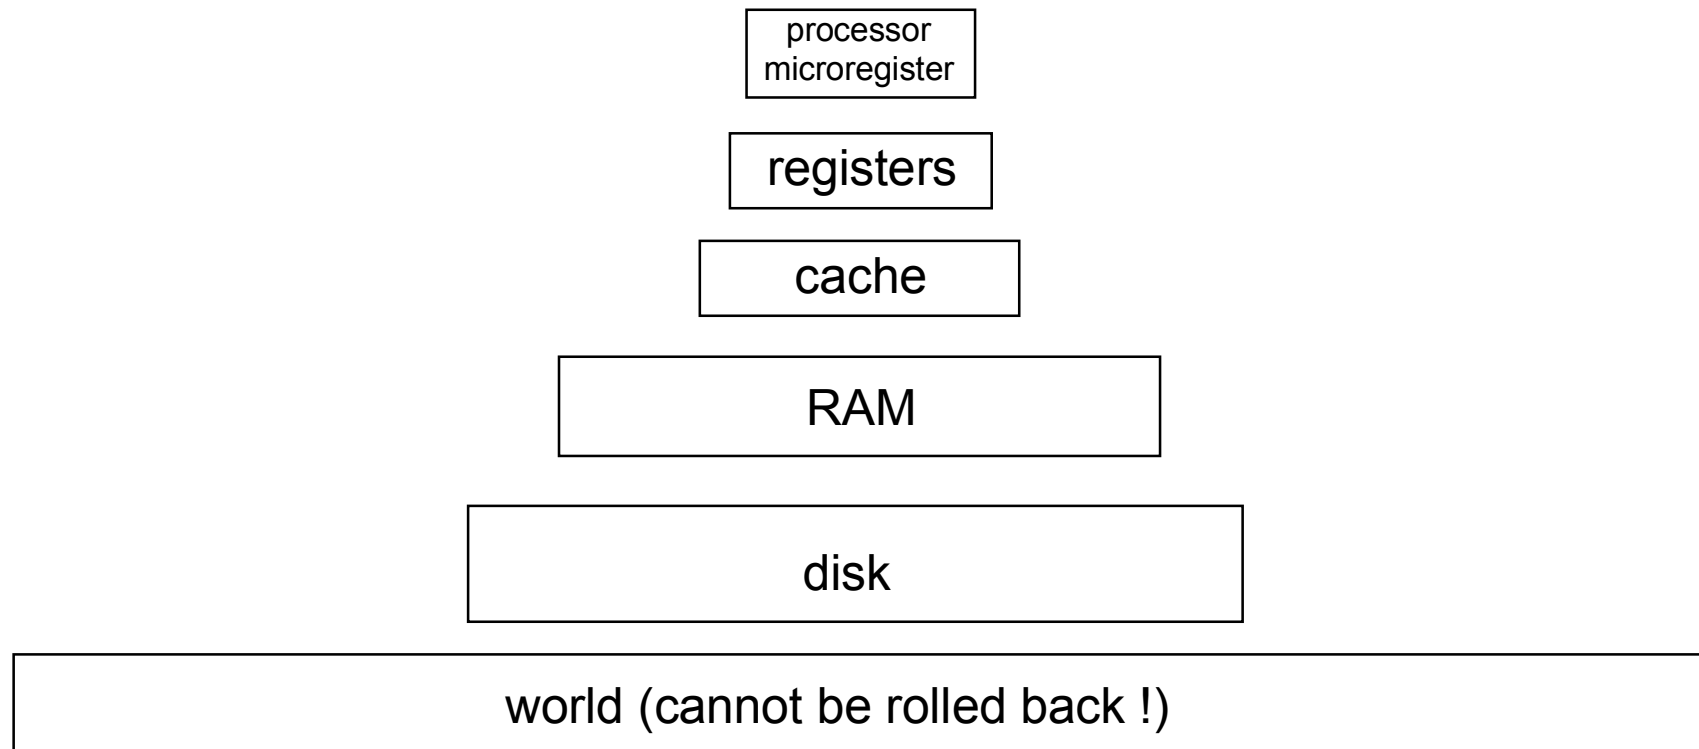 processor
microregister
registers
cache
RAM
disk
world (cannot be rolled back !)